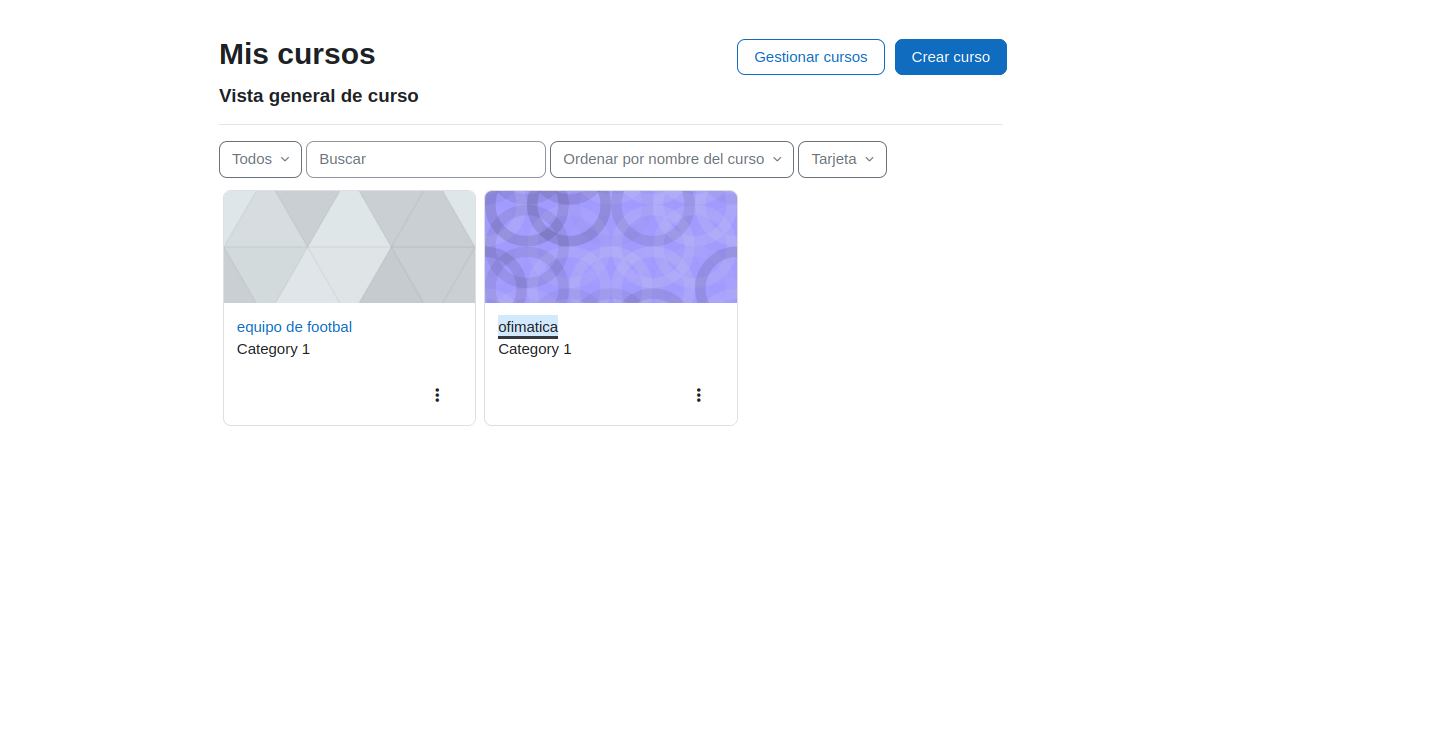 Mis cursos
Gestionar cursos
Crear curso
Vista general de curso
Todos
Buscar
Ordenar por nombre del curso
Tarjeta
equipo de footbal
Category 1
ofimatica
Category 1